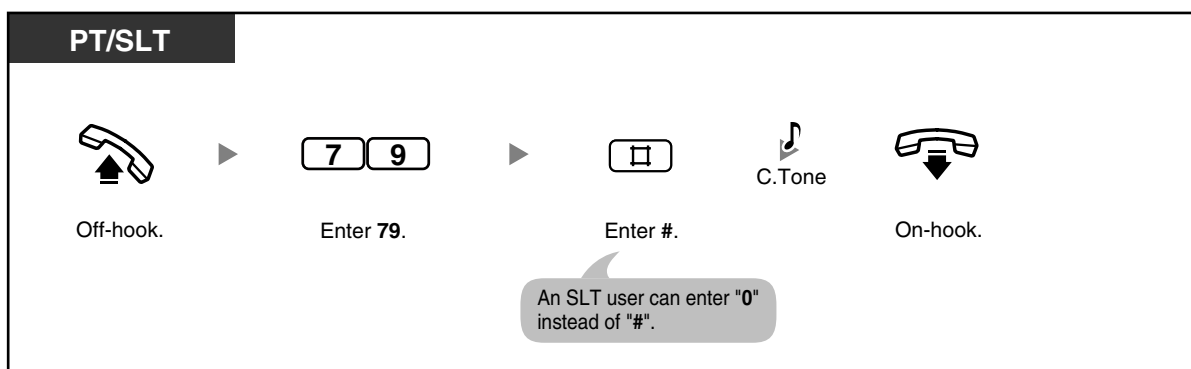 PT/SLT
7 9
#
C.Tone
Off-hook.
Enter 79.
Enter #.
On-hook.
An SLT user can enter "0"
instead of "#".